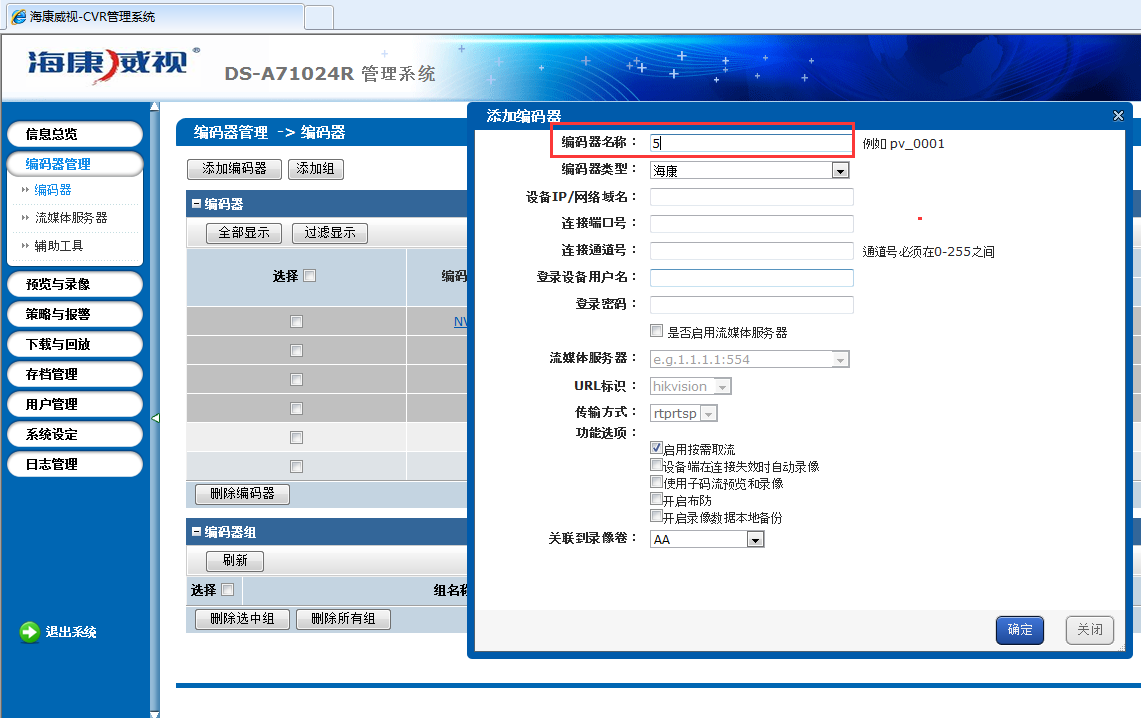 海康威视-CVR管理系统
海康威视®
DS-A71024R 管理系统
信息总览
编码器管理
编码器
流媒体服务器
辅助工具
预览与录像
策略与报警
下载与回放
存档管理
用户管理
系统设定
日志管理
退出系统
编码器管理 -> 编码器
添加编码器 添加组
编码器
全部显示 过滤显示
选择 编码
NV
删除编码器
编码器组
刷新
选择 组名称
删除选中组 删除所有组
添加编码器
编码器名称： 5 例如 pv_0001
编码器类型： 海康
设备IP/网络域名：
连接端口号：
连接通道号： 通道号必须在0-255之间
登录设备用户名：
登录密码：
是否启用流媒体服务器
流媒体服务器： e.g.1.1.1.1:554
URL标识： hikvision
传输方式： rtprtsp
功能选项：
启用按需取流
设备端在连接失效时自动录像
使用子码流预览和录像
开启布防
开启录像数据本地备份
关联到录像卷： AA
确定 关闭